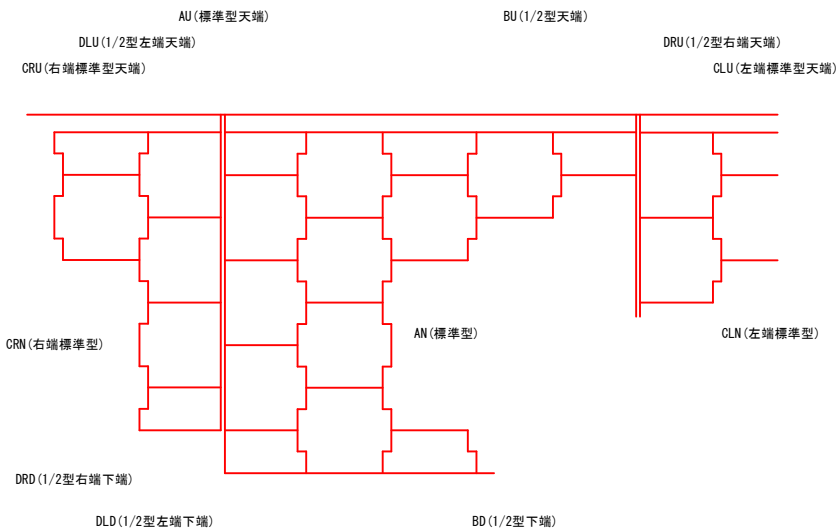 AU(標準型天端)
BU(1/2型天端)
DLU(1/2型左端天端)
DRU(1/2型右端天端)
CRU(右端標準型天端)
CLU(左端標準型天端)
AN(標準型)
CLN(左端標準型)
CRN(右端標準型)
DRD(1/2型右端下端)
DLD(1/2型左端下端)
BD(1/2型下端)